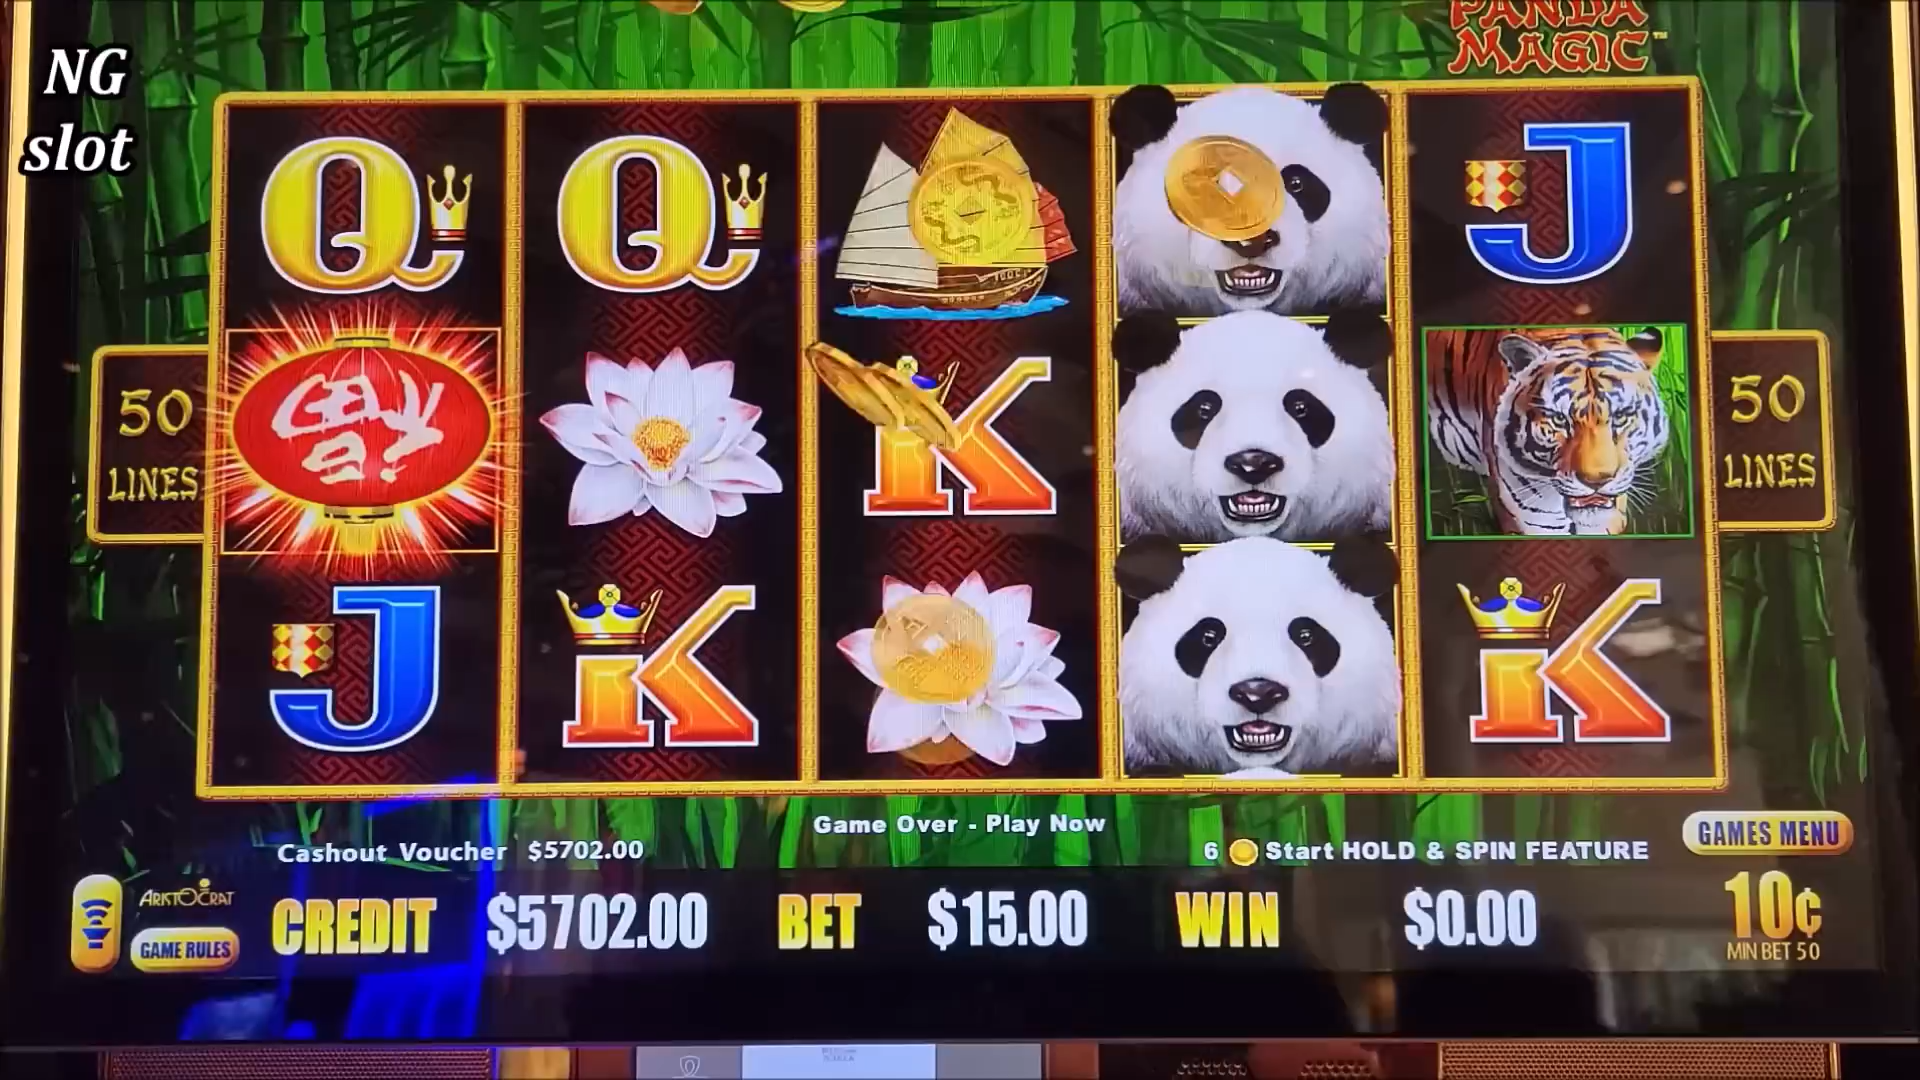 NG
slot
PANDA
MAGIC™
Q
Q
J
50
LINES
K
50
LINES
J
K
K
Game Over - Play Now
Cashout Voucher $5702.00
6 Start HOLD & SPIN FEATURE
GAMES MENU
ARISTOCRAT
GAME RULES
CREDIT $5702.00 BET $15.00 WIN $0.00
10¢
MIN BET 50